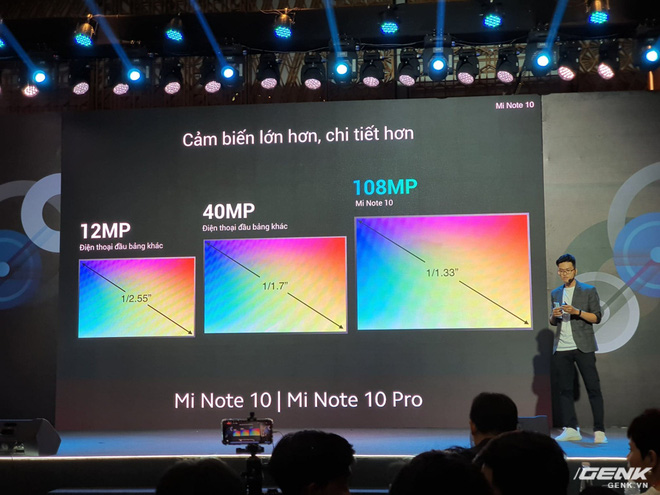 Mi Note 10
Cảm biến lớn hơn, chi tiết hơn
12MP
Điện thoại đầu bảng khác
1/2.55"
40MP
Điện thoại đầu bảng khác
1/1.7"
108MP
Mi Note 10
1/1.33"
Mi Note 10 | Mi Note 10 Pro
GENK
GENK.VN